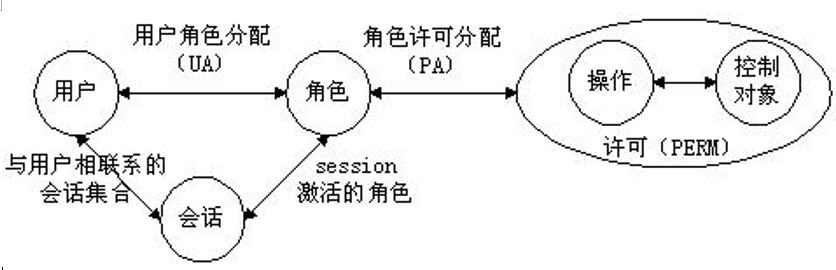 用户角色分配
（UA）
角色许可分配
（PA）
用户
角色
操作
控制
对象
许可（PERM）
与用户相联系的
会话集合
session
激活的角色
会话